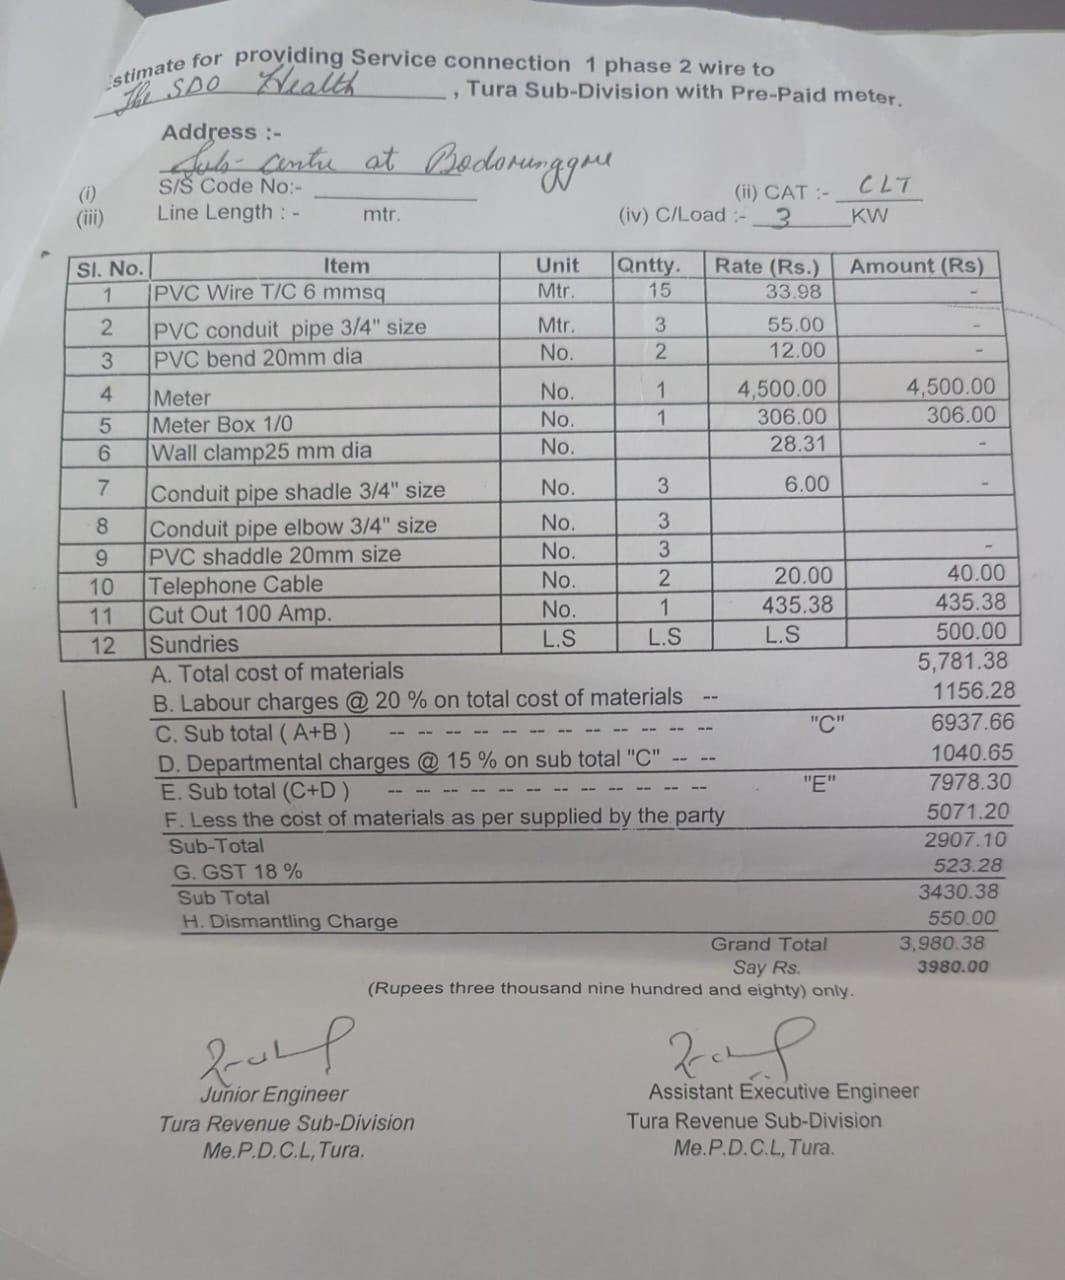 stimate for providing Service connection 1 phase 2 wire to
The SDO Health , Tura Sub-Division with Pre-Paid meter.
Address :-
Sub-Centre at Bodorunggre
(i) S/S Code No:- (ii) CAT :- CLT
(iii) Line Length : - mtr. (iv) C/Load :- 3 KW
Sl. No. Item Unit Qntty. Rate (Rs.) Amount (Rs)
1 PVC Wire T/C 6 mmsq Mtr. 15 33.98 -
2 PVC conduit pipe 3/4" size Mtr. 3 55.00 -
3 PVC bend 20mm dia No. 2 12.00 -
4 Meter No. 1 4,500.00 4,500.00
5 Meter Box 1/0 No. 1 306.00 306.00
6 Wall clamp25 mm dia No. 28.31 -
7 Conduit pipe shadle 3/4" size No. 3 6.00 -
8 Conduit pipe elbow 3/4" size No. 3
9 PVC shaddle 20mm size No. 3 -
10 Telephone Cable No. 2 20.00 40.00
11 Cut Out 100 Amp. No. 1 435.38 435.38
12 Sundries L.S L.S L.S 500.00
A. Total cost of materials 5,781.38
B. Labour charges @ 20 % on total cost of materials -- 1156.28
C. Sub total ( A+B ) -- -- -- -- -- -- -- -- -- -- -- -- "C" 6937.66
D. Departmental charges @ 15 % on sub total "C" -- -- 1040.65
E. Sub total (C+D ) -- -- -- -- -- -- -- -- -- -- -- -- "E" 7978.30
F. Less the cost of materials as per supplied by the party 5071.20
Sub-Total 2907.10
G. GST 18 % 523.28
Sub Total 3430.38
H. Dismantling Charge 550.00
Grand Total 3,980.38
Say Rs. 3980.00
(Rupees three thousand nine hundred and eighty) only.
Junior Engineer Assistant Executive Engineer
Tura Revenue Sub-Division Tura Revenue Sub-Division
Me.P.D.C.L,Tura. Me.P.D.C.L,Tura.